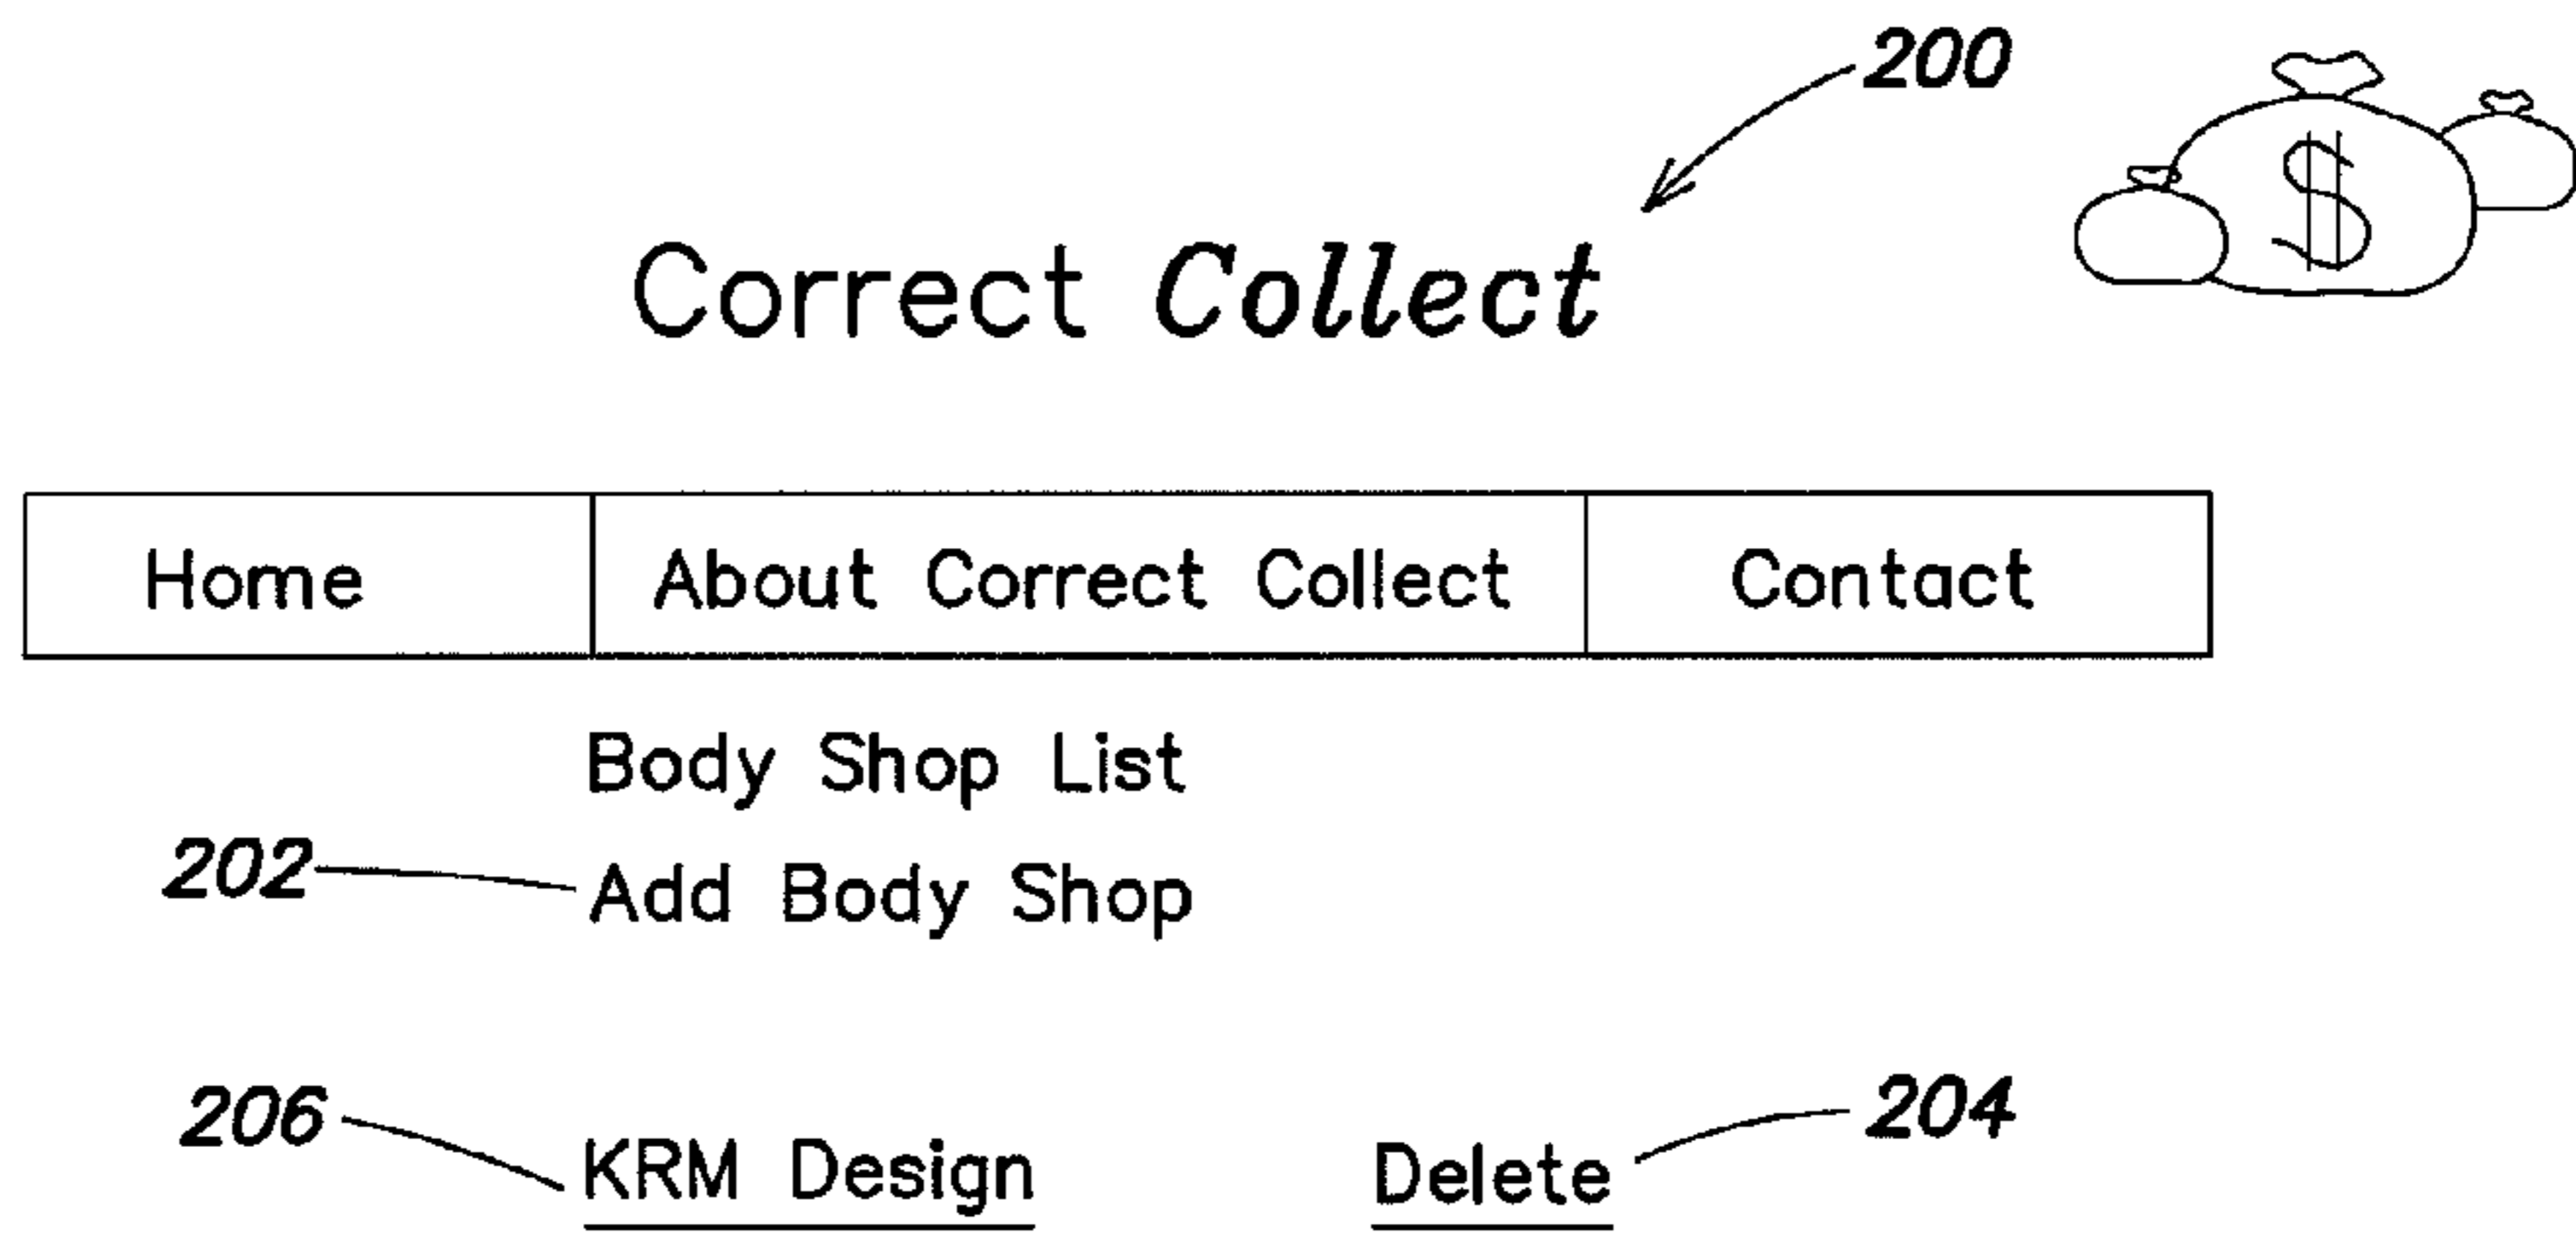 200
$
Correct Collect
Home About Correct Collect Contact
Body Shop List
202 Add Body Shop
206 KRM Design Delete 204